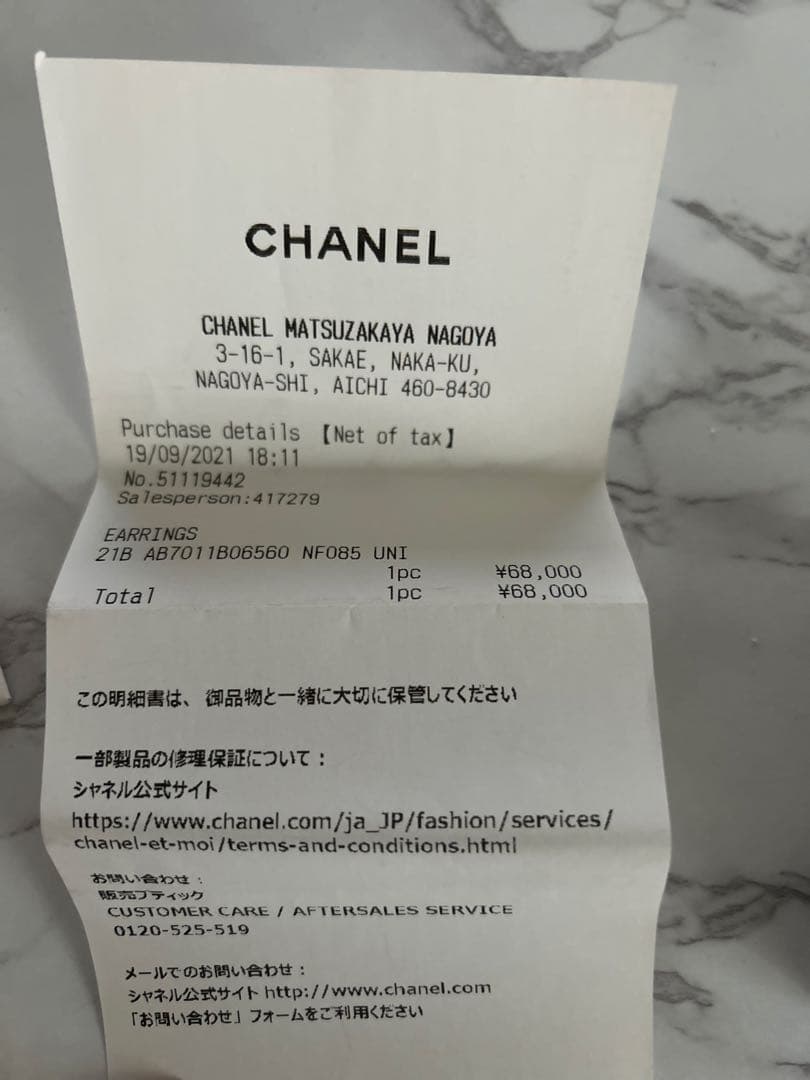 CHANEL
CHANEL MATSUZAKAYA NAGOYA
3-16-1, SAKAE, NAKA-KU,
NAGOYA-SHI, AICHI 460-8430
Purchase details 【Net of tax】
19/09/2021 18:11
No.51119442
Salesperson:417279
EARRINGS
21B AB7011B06560 NF085 UNI
1pc ¥68,000
Total 1pc ¥68,000
この明細書は、御品物と一緒に大切に保管してください
一部製品の修理保証について：
シャネル公式サイト
https://www.chanel.com/ja_JP/fashion/services/
chanel-et-moi/terms-and-conditions.html
お問い合わせ：
販売ブティック
CUSTOMER CARE / AFTERSALES SERVICE
0120-525-519
メールでのお問い合わせ：
シャネル公式サイト http://www.chanel.com
「お問い合わせ」フォームをご利用ください